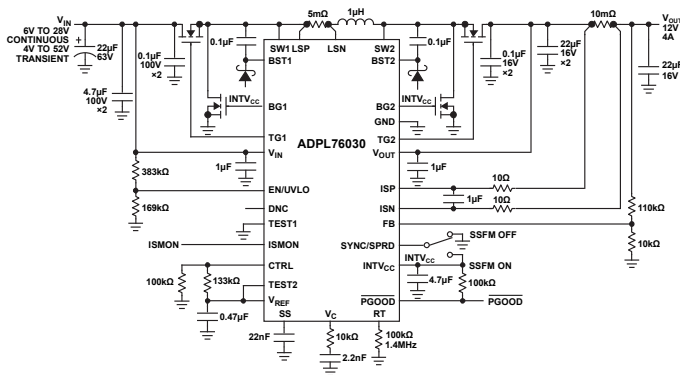 VIN
6V TO 28V
CONTINUOUS
4V TO 52V
TRANSIENT
+
22µF
63V
4.7µF
100V
×2
0.1µF
100V
×2
0.1µF
5mΩ
1µH
0.1µF
0.1µF
16V
×2
22µF
16V
×2
10mΩ
VOUT
12V
4A
22µF
16V
SW1 LSP
LSN
SW2
BST1
BST2
INTVCC
BG1
BG2
INTVCC
GND
TG1
TG2
ADPL76030
VIN
VOUT
1µF
1µF
383kΩ
169kΩ
EN/UVLO
ISP
10Ω
1µF
ISN
10Ω
DNC
TEST1
FB
110kΩ
10kΩ
ISMON
ISMON
SYNC/SPRD
SSFM OFF
SSFM ON
CTRL
INTVCC
INTVCC
4.7µF
100kΩ
100kΩ
133kΩ
TEST2
VREF
PGOOD
PGOOD
0.47µF
SS
VC
RT
22nF
10kΩ
2.2nF
100kΩ
1.4MHz